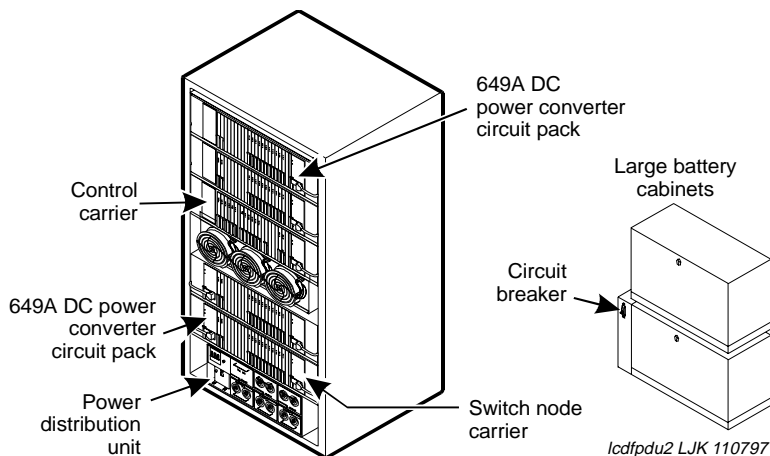 649A DC
power converter
circuit pack
Control
carrier
649A DC power
converter
circuit pack
Power
distribution
unit
Switch node
carrier
Large battery
cabinets
Circuit
breaker
lcdfpdu2 LJK 110797